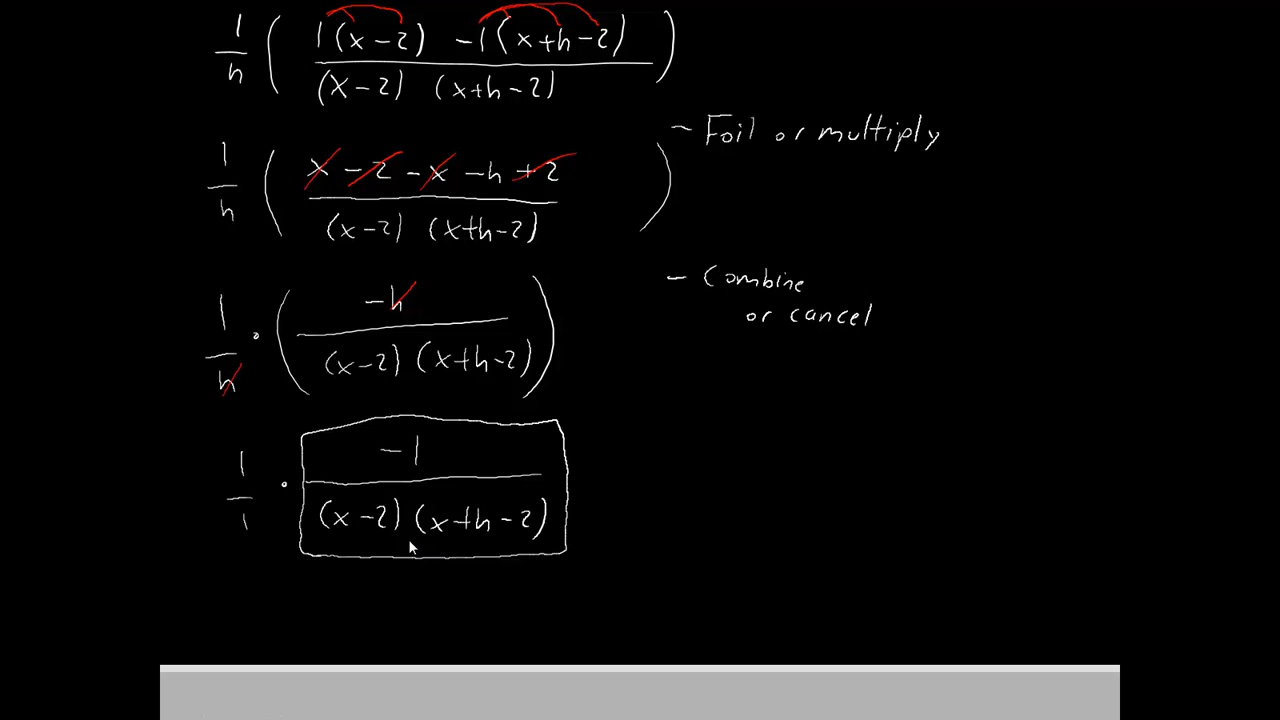 1/h ( 1(x-2) -1(x+h-2) / (x-2) (x+h-2) )
- Foil or multiply
1/h ( x - 2 - x - h + 2 / (x-2) (x+h-2) )
- Combine
or cancel
1/h · ( -h / (x-2) (x+h-2) )
1/1 · -1 / (x-2) (x+h-2)